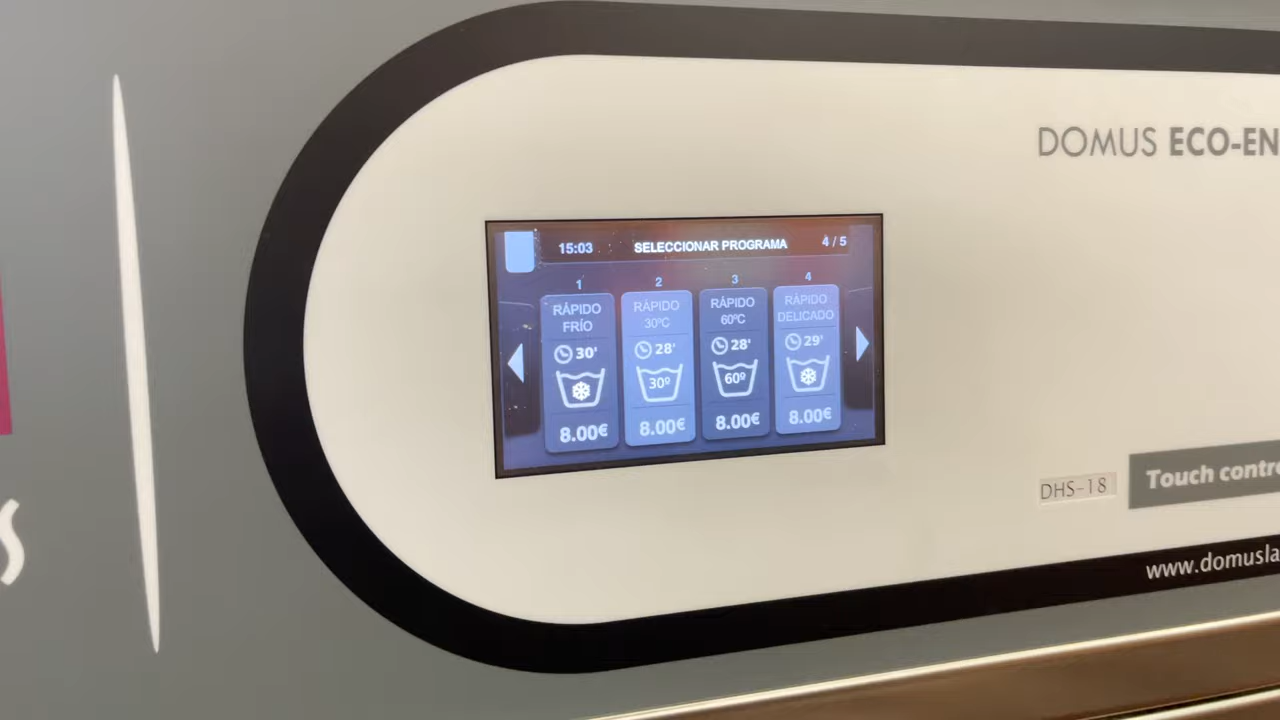 DOMUS ECO-EN
15:03 SELECCIONAR PROGRAMA 4 / 5
1 2 3 4
RÁPIDO FRÍO
30'
8.00€
RÁPIDO 30ºC
28'
30º
8.00€
RÁPIDO 60ºC
28'
60º
8.00€
RÁPIDO DELICADO
29'
8.00€
DHS-18
Touch contr
www.domusla
S